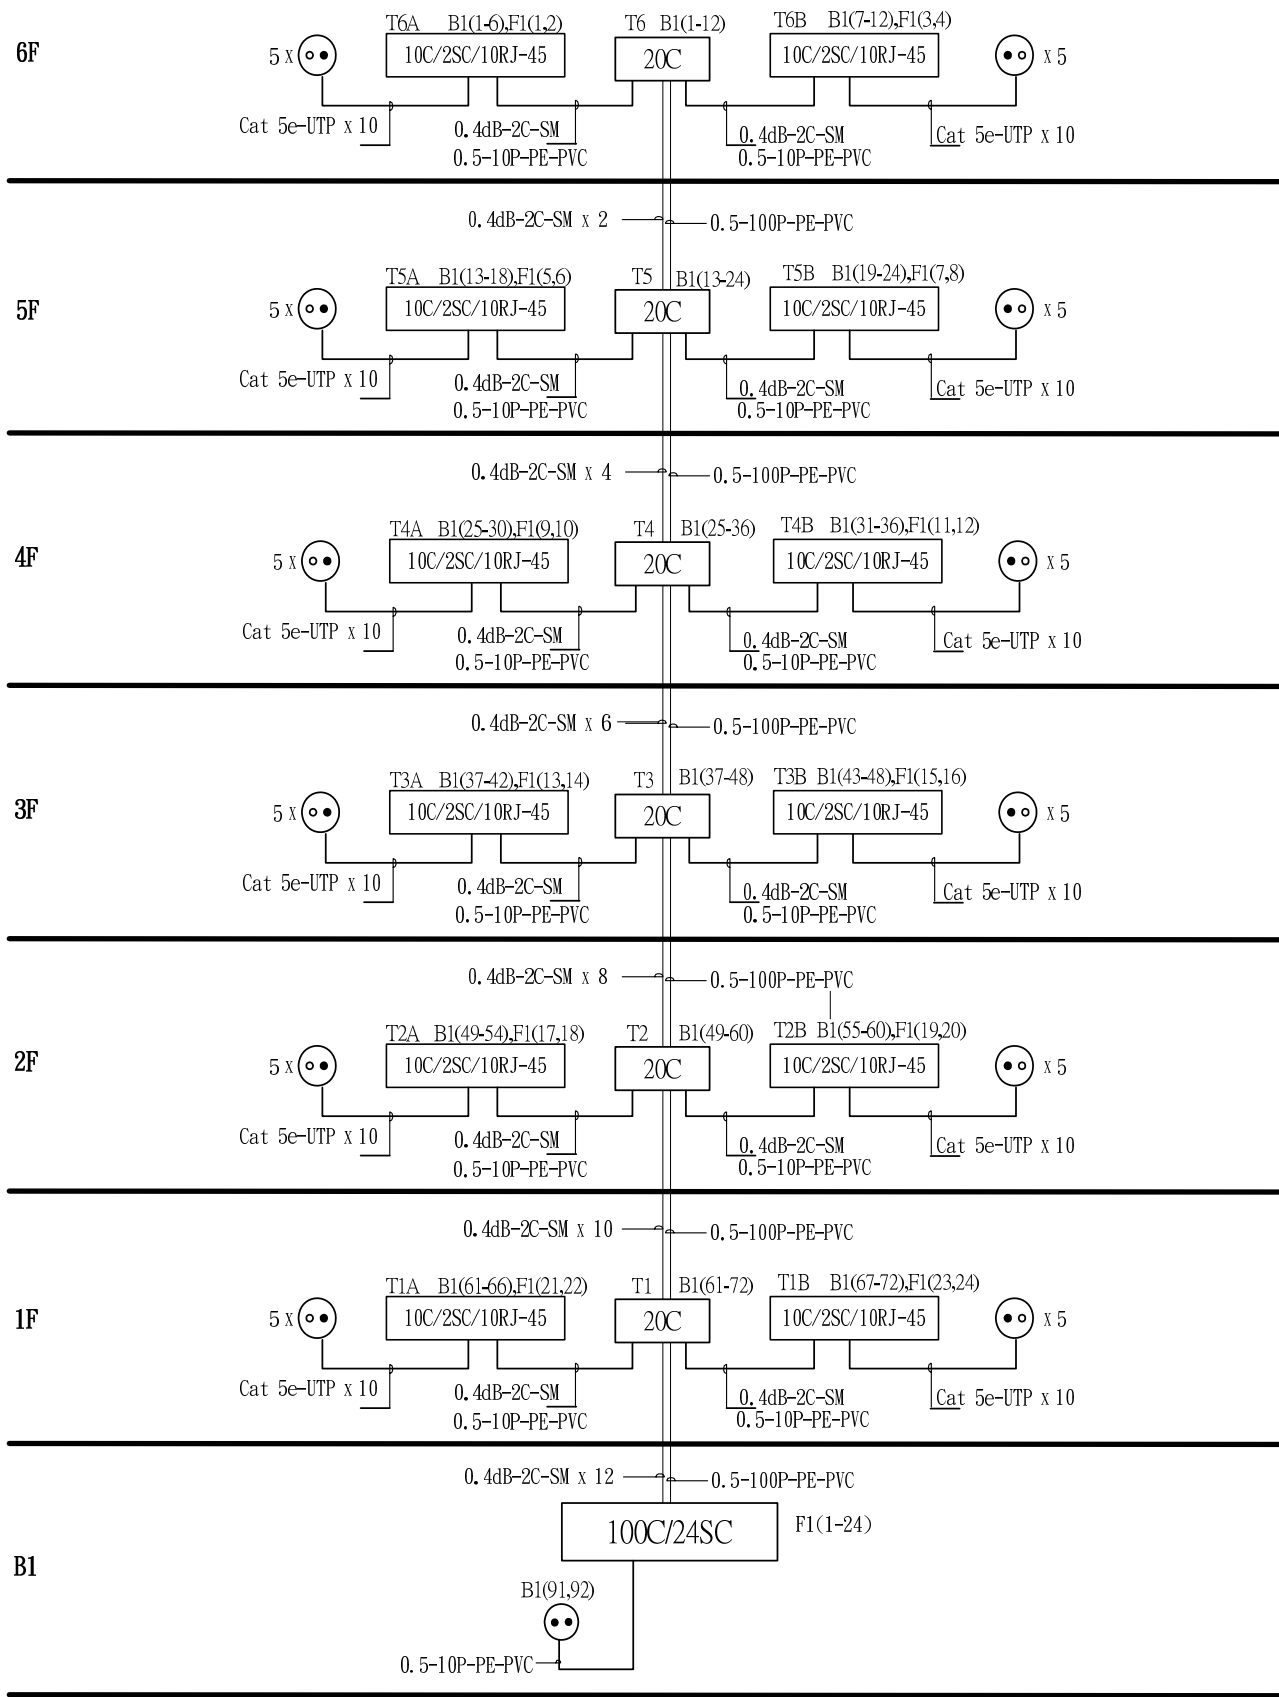 T6A B1(1-6),F1(1,2) T6 B1(1-12) T6B B1(7-12),F1(3,4)
6F 5 x 10C/2SC/10RJ-45 20C 10C/2SC/10RJ-45 x 5
Cat 5e-UTP x 10 0.4dB-2C-SM 0.4dB-2C-SM Cat 5e-UTP x 10
0.5-10P-PE-PVC 0.5-10P-PE-PVC
0.4dB-2C-SM x 2 0.5-100P-PE-PVC
T5A B1(13-18),F1(5,6) T5 B1(13-24) T5B B1(19-24),F1(7,8)
5F 5 x 10C/2SC/10RJ-45 20C 10C/2SC/10RJ-45 x 5
Cat 5e-UTP x 10 0.4dB-2C-SM 0.4dB-2C-SM Cat 5e-UTP x 10
0.5-10P-PE-PVC 0.5-10P-PE-PVC
0.4dB-2C-SM x 4 0.5-100P-PE-PVC
T4A B1(25-30),F1(9,10) T4 B1(25-36) T4B B1(31-36),F1(11,12)
4F 5 x 10C/2SC/10RJ-45 20C 10C/2SC/10RJ-45 x 5
Cat 5e-UTP x 10 0.4dB-2C-SM 0.4dB-2C-SM Cat 5e-UTP x 10
0.5-10P-PE-PVC 0.5-10P-PE-PVC
0.4dB-2C-SM x 6 0.5-100P-PE-PVC
T3A B1(37-42),F1(13,14) T3 B1(37-48) T3B B1(43-48),F1(15,16)
3F 5 x 10C/2SC/10RJ-45 20C 10C/2SC/10RJ-45 x 5
Cat 5e-UTP x 10 0.4dB-2C-SM 0.4dB-2C-SM Cat 5e-UTP x 10
0.5-10P-PE-PVC 0.5-10P-PE-PVC
0.4dB-2C-SM x 8 0.5-100P-PE-PVC
T2A B1(49-54),F1(17,18) T2 B1(49-60) T2B B1(55-60),F1(19,20)
2F 5 x 10C/2SC/10RJ-45 20C 10C/2SC/10RJ-45 x 5
Cat 5e-UTP x 10 0.4dB-2C-SM 0.4dB-2C-SM Cat 5e-UTP x 10
0.5-10P-PE-PVC 0.5-10P-PE-PVC
0.4dB-2C-SM x 10 0.5-100P-PE-PVC
T1A B1(61-66),F1(21,22) T1 B1(61-72) T1B B1(67-72),F1(23,24)
1F 5 x 10C/2SC/10RJ-45 20C 10C/2SC/10RJ-45 x 5
Cat 5e-UTP x 10 0.4dB-2C-SM 0.4dB-2C-SM Cat 5e-UTP x 10
0.5-10P-PE-PVC 0.5-10P-PE-PVC
0.4dB-2C-SM x 12 0.5-100P-PE-PVC
100C/24SC F1(1-24)
B1
B1(91,92)
0.5-10P-PE-PVC